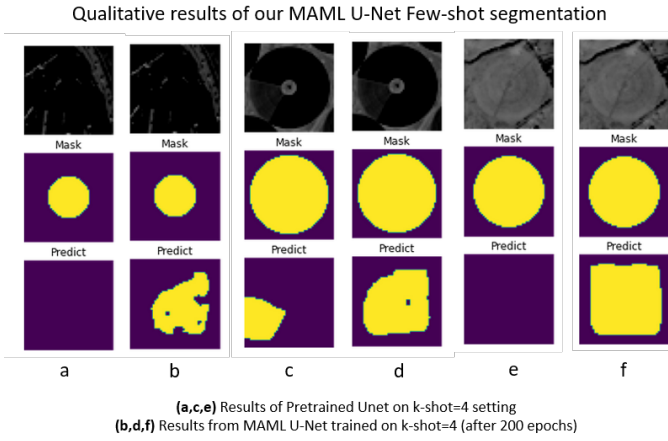 Qualitative results of our MAML U-Net Few-shot segmentation
Mask Mask Mask Mask Mask Mask
Predict Predict Predict Predict Predict Predict
a b c d e f
(a,c,e) Results of Pretrained Unet on k-shot=4 setting
(b,d,f) Results from MAML U-Net trained on k-shot=4 (after 200 epochs)